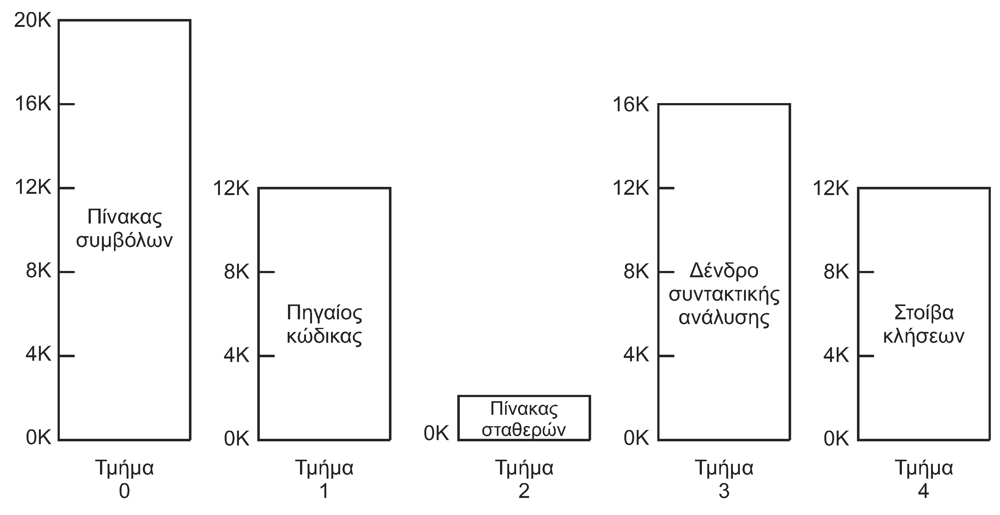 20K
16K
12K
8K
4K
0K
Πίνακας
συμβόλων
Τμήμα
0
12K
8K
4K
0K
Πηγαίος
κώδικας
Τμήμα
1
0K
Πίνακας
σταθερών
Τμήμα
2
16K
12K
8K
4K
0K
Δένδρο
συντακτικής
ανάλυσης
Τμήμα
3
12K
8K
4K
0K
Στοίβα
κλήσεων
Τμήμα
4